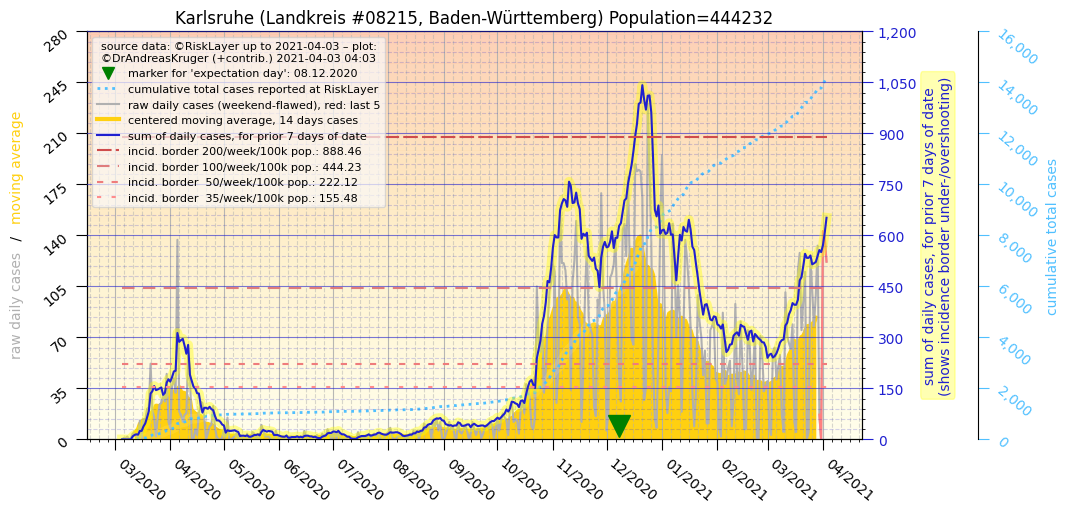 Karlsruhe (Landkreis #08215, Baden-Württemberg) Population=444232
source data: ©RiskLayer up to 2021-04-03 – plot:
©DrAndreasKruger (+contrib.) 2021-04-03 04:03
marker for 'expectation day': 08.12.2020
cumulative total cases reported at RiskLayer
raw daily cases (weekend-flawed), red: last 5
centered moving average, 14 days cases
sum of daily cases, for prior 7 days of date
incid. border 200/week/100k pop.: 888.46
incid. border 100/week/100k pop.: 444.23
incid. border  50/week/100k pop.: 222.12
incid. border  35/week/100k pop.: 155.48
raw daily cases / moving average
280
245
210
175
140
105
70
35
0
03/2020
04/2020
05/2020
06/2020
07/2020
08/2020
09/2020
10/2020
11/2020
12/2020
01/2021
02/2021
03/2021
04/2021
1,200
1,050
900
750
600
450
300
150
0
sum of daily cases, for prior 7 days of date
(shows incidence border under-/overshooting)
16,000
14,000
12,000
10,000
8,000
6,000
4,000
2,000
0
cumulative total cases